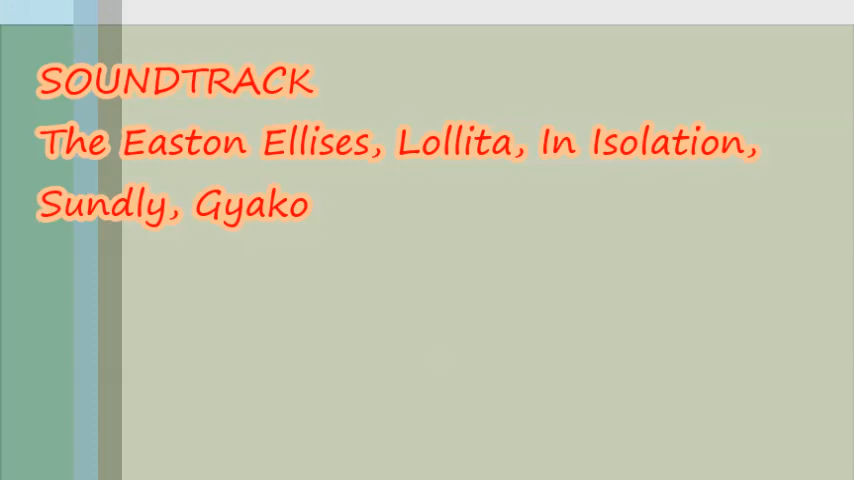 SOUNDTRACK
The Easton Ellises, Lollita, In Isolation,
Sundly, Gyako